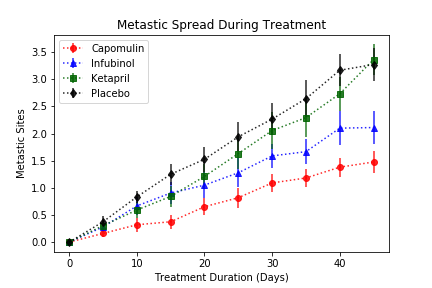 Metastic Spread During Treatment
Capomulin
Infubinol
Ketapril
Placebo
Metastic Sites
3.5
3.0
2.5
2.0
1.5
1.0
0.5
0.0
0
10
20
30
40
Treatment Duration (Days)